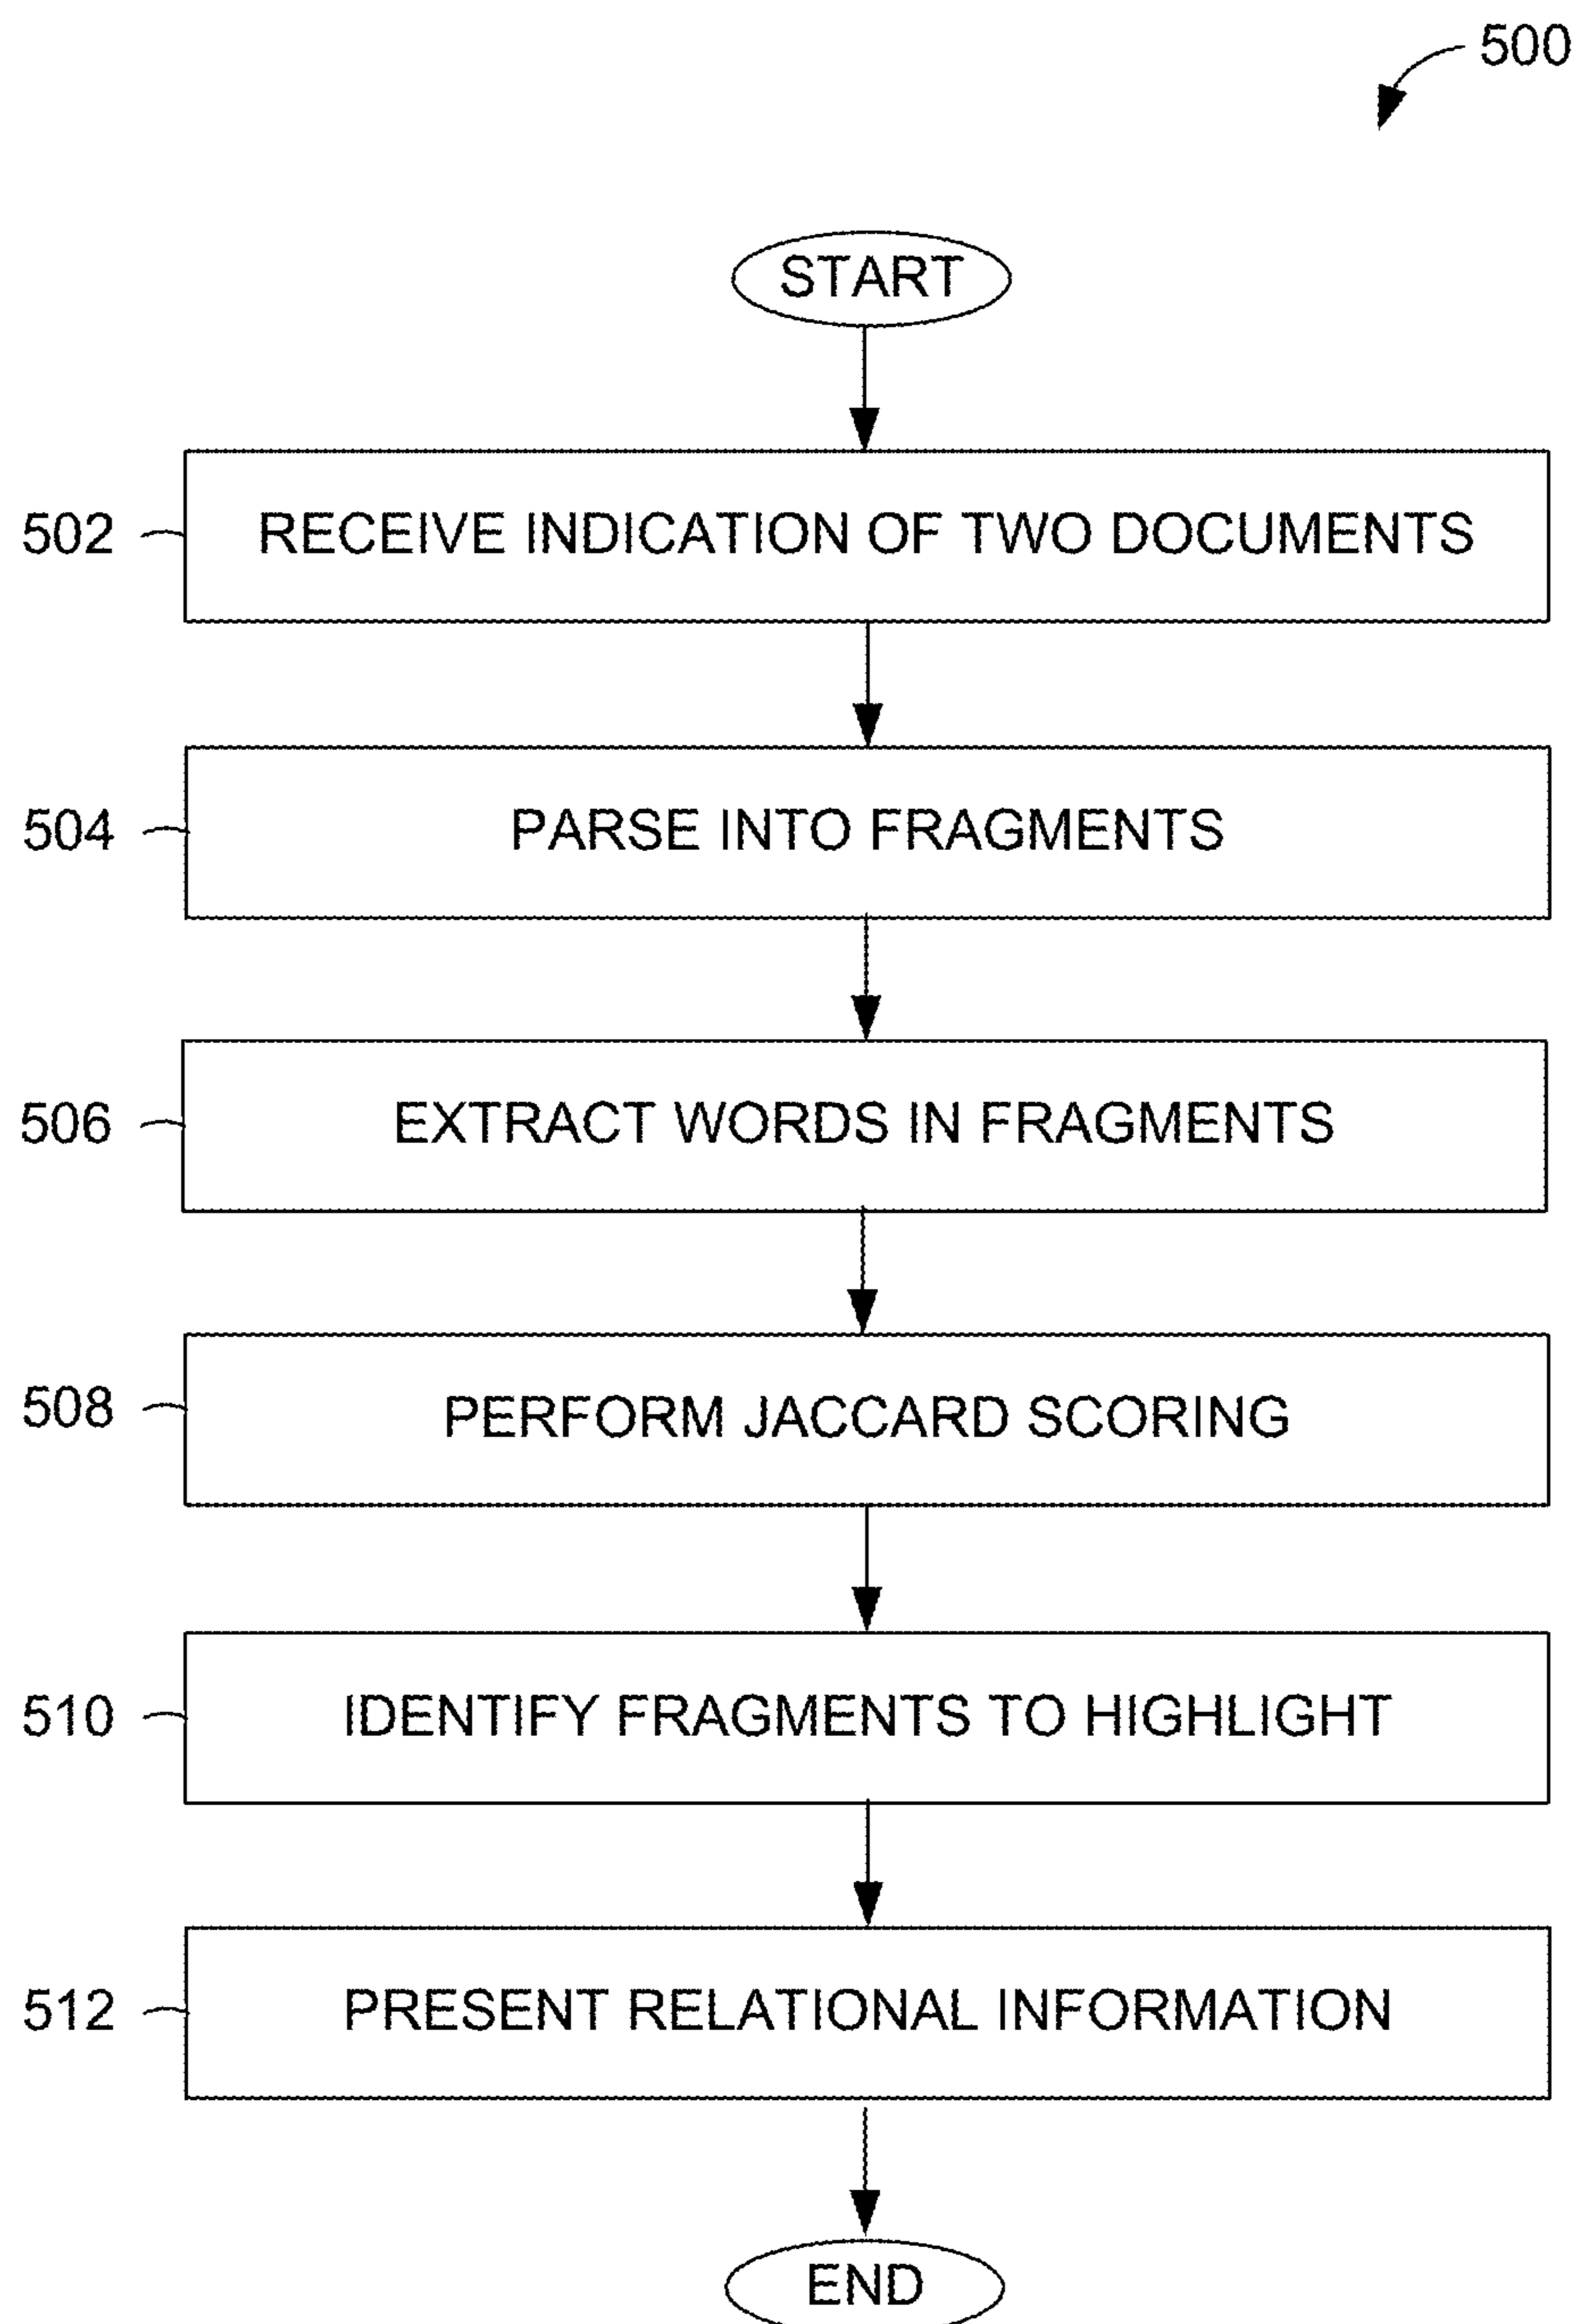 500
START
502 RECEIVE INDICATION OF TWO DOCUMENTS
504 PARSE INTO FRAGMENTS
506 EXTRACT WORDS IN FRAGMENTS
508 PERFORM JACCARD SCORING
510 IDENTIFY FRAGMENTS TO HIGHLIGHT
512 PRESENT RELATIONAL INFORMATION
END